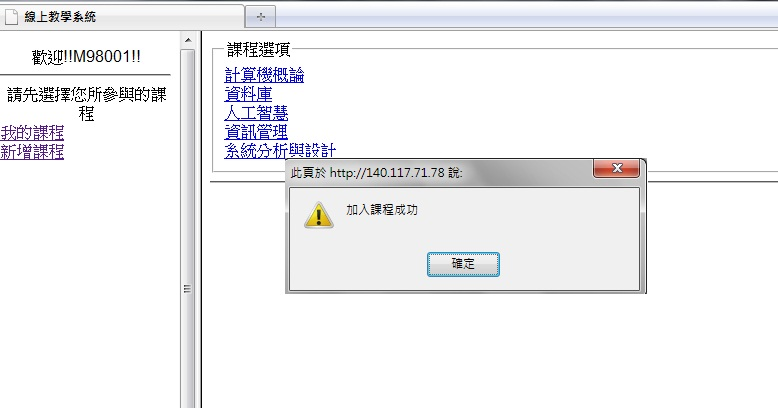 線上教學系統
歡迎!!M98001!!
請先選擇您所參與的課
程
我的課程
新增課程
課程選項
計算機概論
資料庫
人工智慧
資訊管理
系統分析與設計
此頁於 http://140.117.71.78 說:
加入課程成功
確定